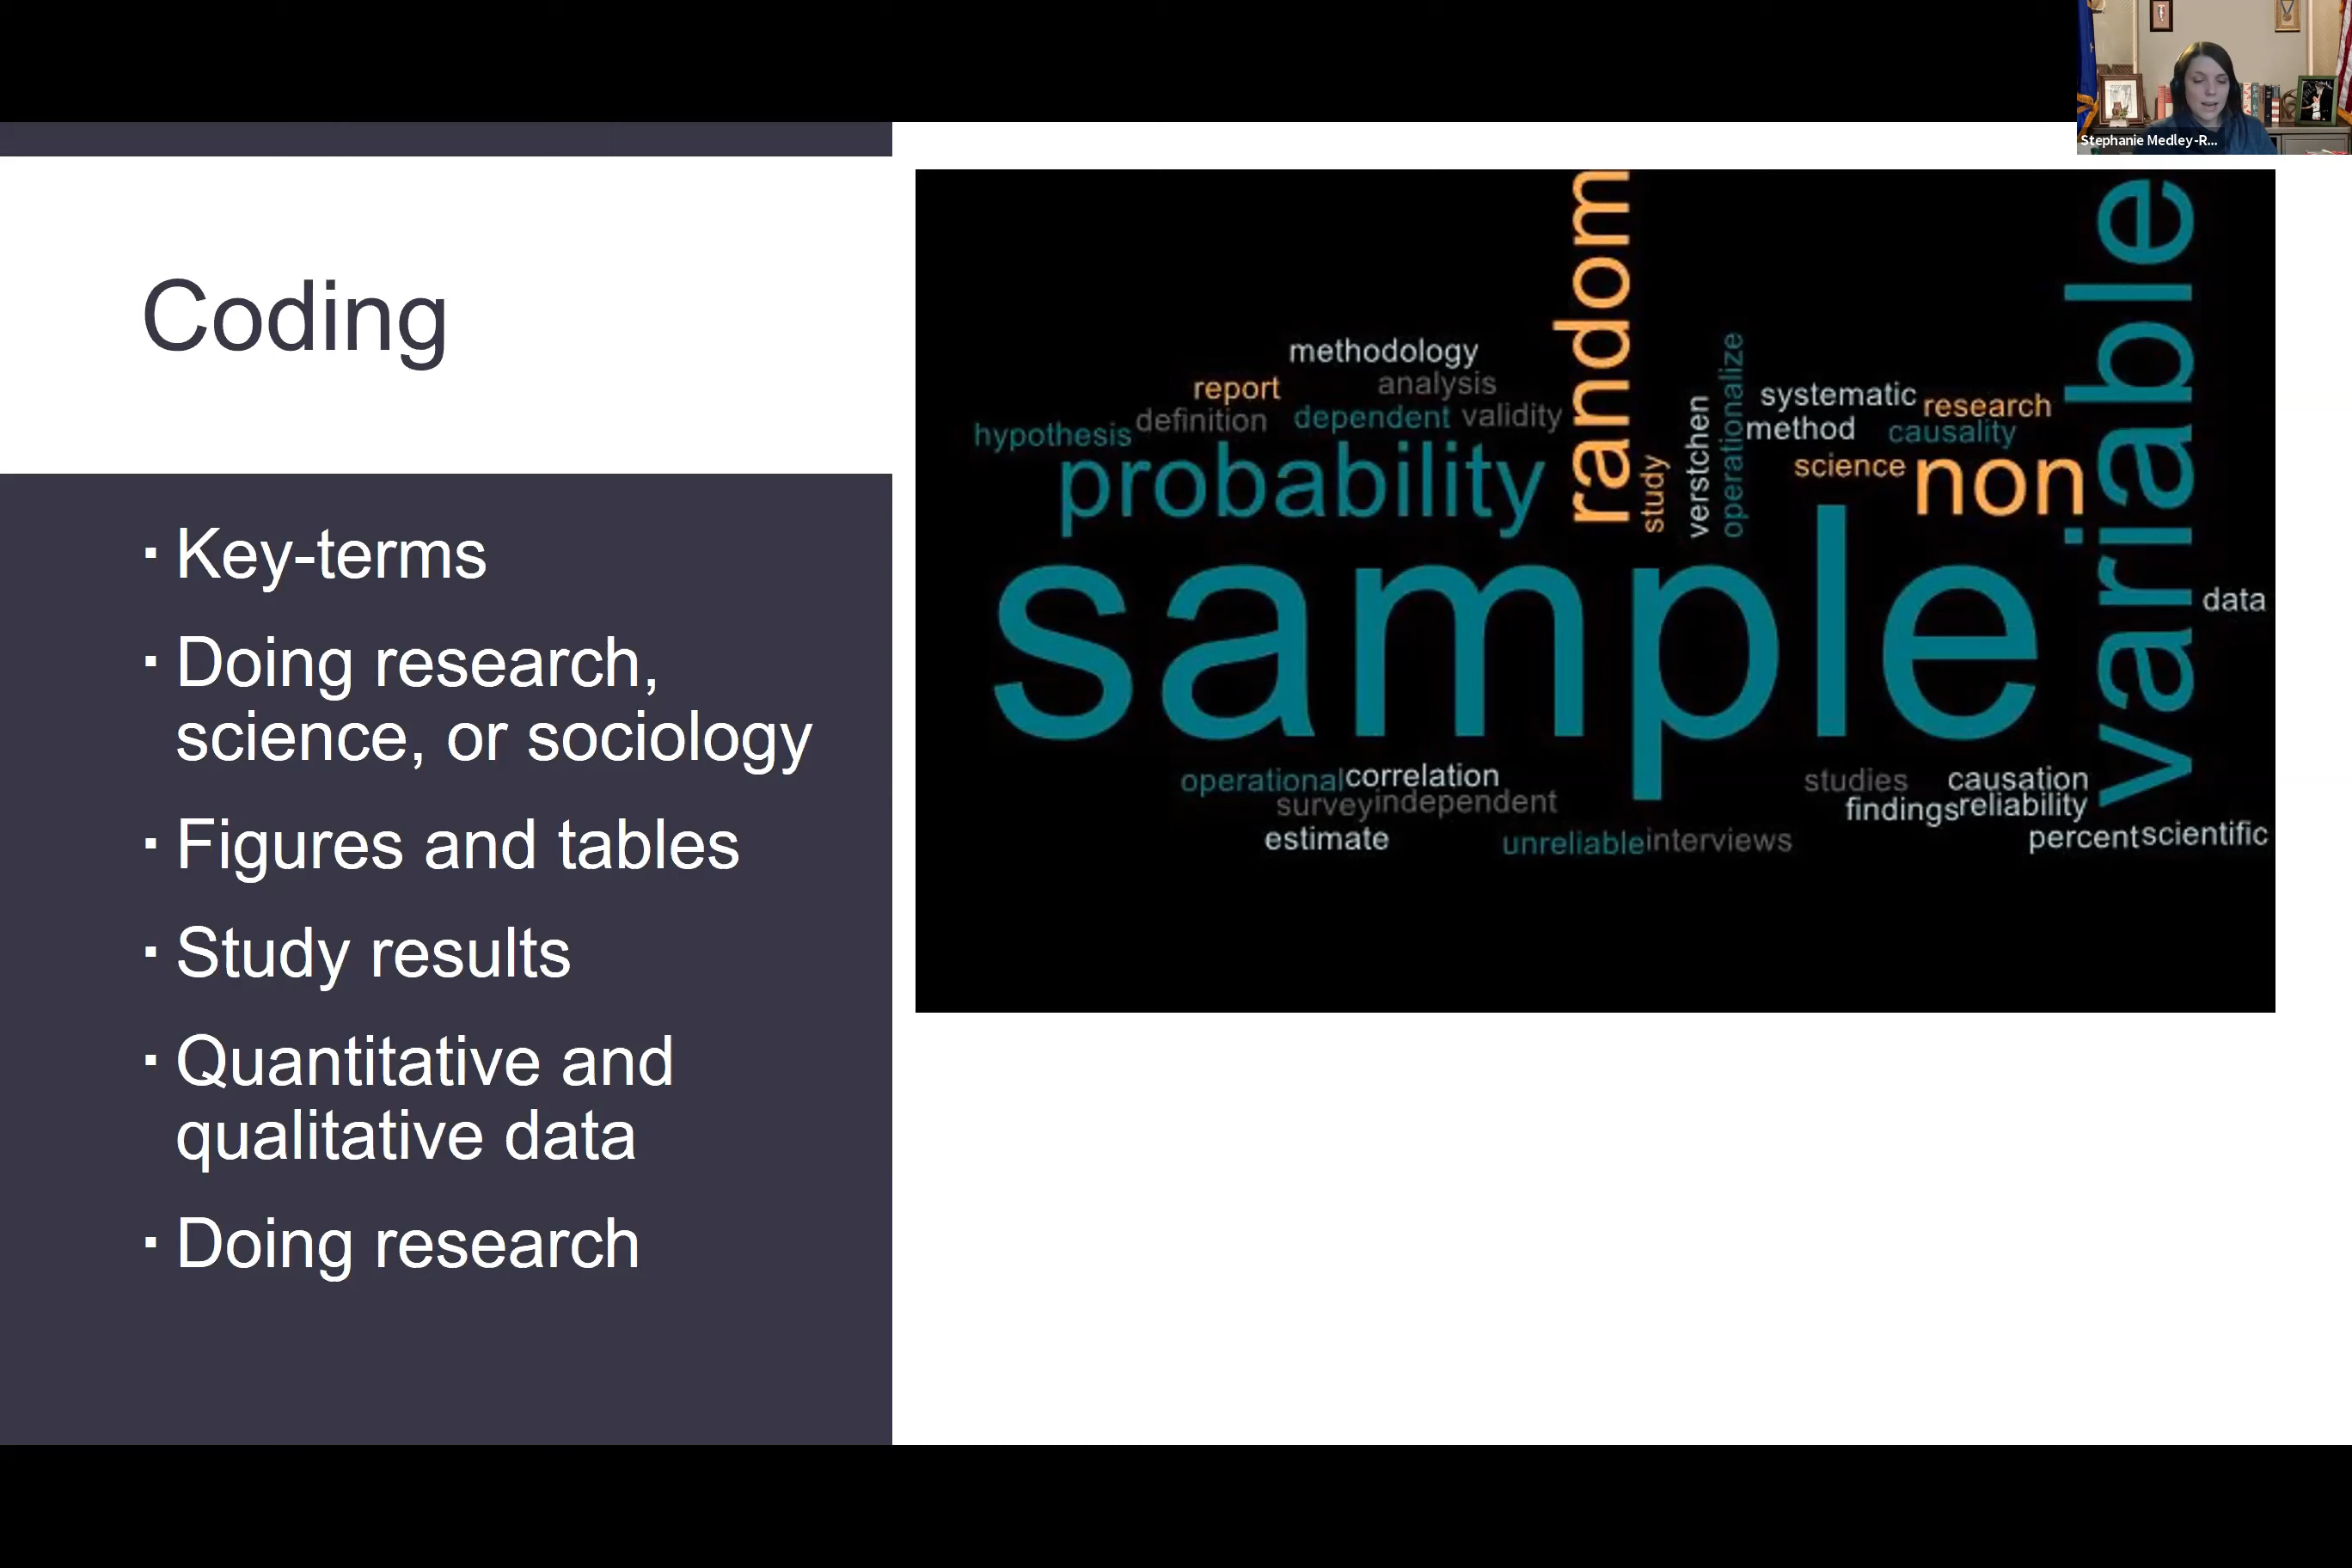 Stephanie Medley-R...
Coding
▪ Key-terms
▪ Doing research,
science, or sociology
▪ Figures and tables
▪ Study results
▪ Quantitative and
qualitative data
▪ Doing research
random
variable
methodology
report
analysis
hypothesis
definition
dependent
validity
probability
study
verstchen
operationalize
systematic
research
method
causality
science
non
sample
data
operational
correlation
survey
independent
estimate
unreliable
interviews
studies
causation
findings
reliability
percent
scientific